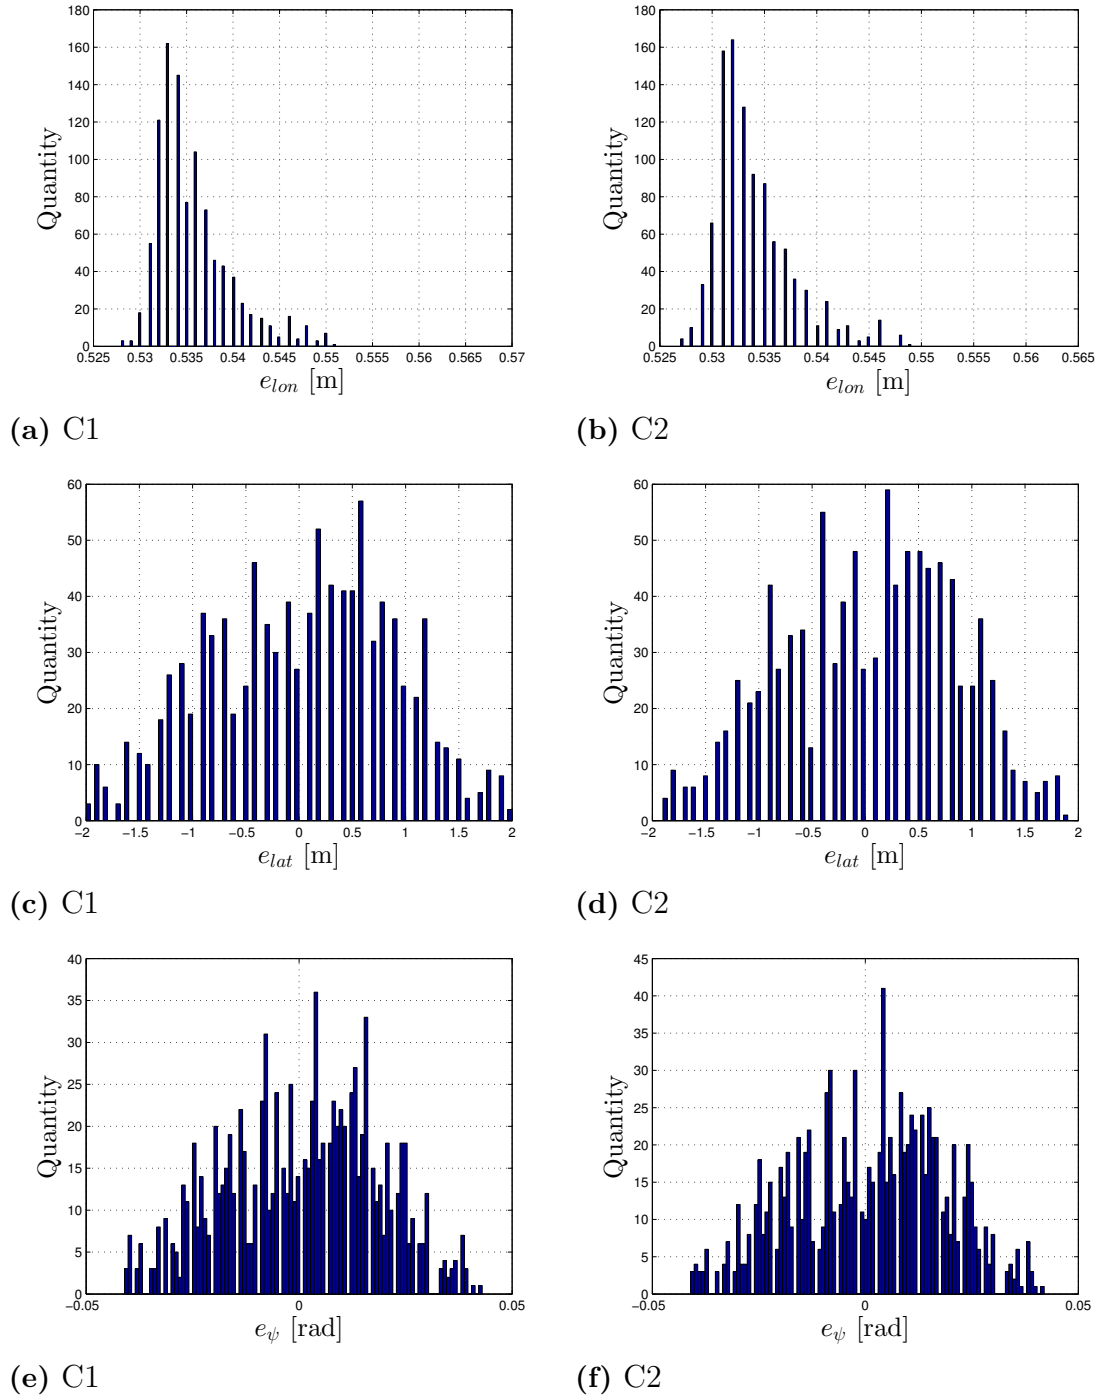 180
160
140
120
100
80
60
40
20
0
Quantity
0.525 0.53 0.535 0.54 0.545 0.55 0.555 0.56 0.565 0.57
e_lon [m]
(a) C1
180
160
140
120
100
80
60
40
20
0
Quantity
0.525 0.53 0.535 0.54 0.545 0.55 0.555 0.56 0.565
e_lon [m]
(b) C2
60
50
40
30
20
10
0
Quantity
−2 −1.5 −1 −0.5 0 0.5 1 1.5 2
e_lat [m]
(c) C1
60
50
40
30
20
10
0
Quantity
−2 −1.5 −1 −0.5 0 0.5 1 1.5 2
e_lat [m]
(d) C2
40
35
30
25
20
15
10
5
0
Quantity
−0.05 0 0.05
e_ψ [rad]
(e) C1
45
40
35
30
25
20
15
10
5
0
Quantity
−0.05 0 0.05
e_ψ [rad]
(f) C2